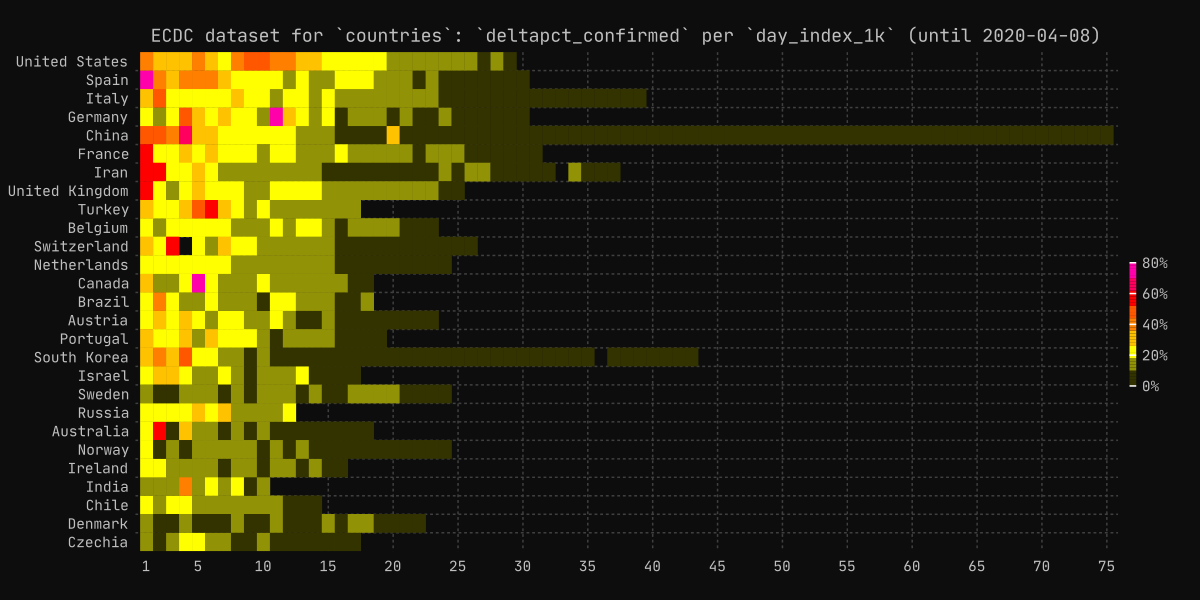 ECDC dataset for `countries`: `deltapct_confirmed` per `day_index_1k` (until 2020-04-08)
United States
Spain
Italy
Germany
China
France
Iran
United Kingdom
Turkey
Belgium
Switzerland
Netherlands
Canada
Brazil
Austria
Portugal
South Korea
Israel
Sweden
Russia
Australia
Norway
Ireland
India
Chile
Denmark
Czechia
1 5 10 15 20 25 30 35 40 45 50 55 60 65 70 75
80%
60%
40%
20%
0%